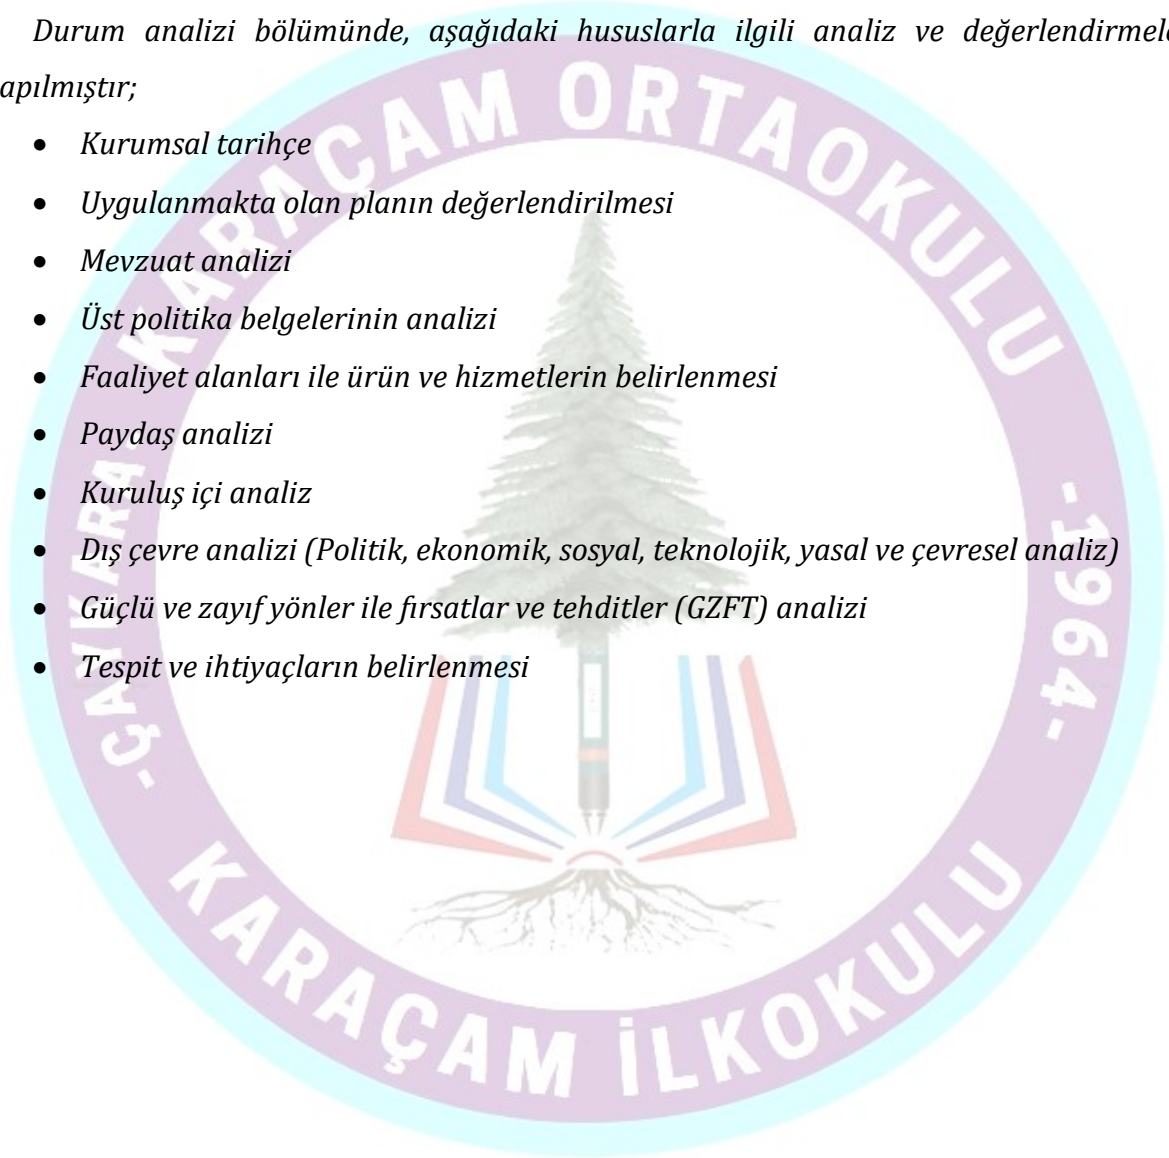 Durum analizi bölümünde, aşağıdaki hususlarla ilgili analiz ve değerlendirmele
apılmıştır;
• Kurumsal tarihçe
• Uygulanmakta olan planın değerlendirilmesi
• Mevzuat analizi
• Üst politika belgelerinin analizi
• Faaliyet alanları ile ürün ve hizmetlerin belirlenmesi
• Paydaş analizi
• Kuruluş içi analiz
• Dış çevre analizi (Politik, ekonomik, sosyal, teknolojik, yasal ve çevresel analiz)
• Güçlü ve zayıf yönler ile fırsatlar ve tehditler (GZFT) analizi
• Tespit ve ihtiyaçların belirlenmesi
KARAÇAM ORTAOKULU
-ÇAYKARA-
-1964-
KARAÇAM İLKOKULU